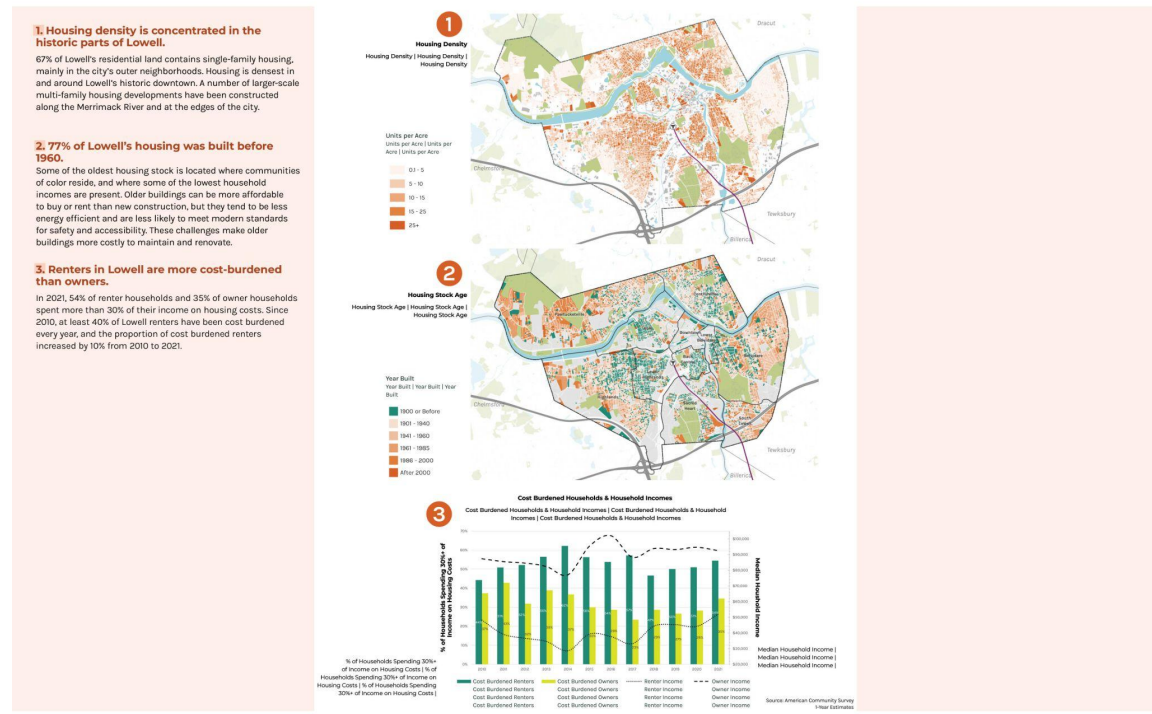 1. Housing density is concentrated in the
historic parts of Lowell.
67% of Lowell's residential land contains single-family housing,
mainly in the city's outer neighborhoods. Housing is densest in
and around Lowell's historic downtown. A number of larger-scale
multi-family housing developments have been constructed
along the Merrimack River and at the edges of the city.
2. 77% of Lowell's housing was built before
1960.
Some of the oldest housing stock is located where communities
of color reside, and where some of the lowest household
incomes are present. Older buildings can be more affordable
to buy or rent than new construction, but they tend to be less
energy efficient and are less likely to meet modern standards
for safety and accessibility. These challenges make older
buildings more costly to maintain and renovate.
3. Renters in Lowell are more cost-burdened
than owners.
In 2021, 54% of renter households and 35% of owner households
spent more than 30% of their income on housing costs. Since
2010, at least 40% of Lowell renters have been cost burdened
every year, and the proportion of cost burdened renters
increased by 10% from 2010 to 2021.
1
Housing Density
Housing Density | Housing Density |
Housing Density
Units per Acre
Units per Acre | Units per
Acre | Units per Acre
0.1 - 5
5 - 10
10 - 15
15 - 25
25+
Dracut
Chelmsford
Tewksbury
Billerica
2
Housing Stock Age
Housing Stock Age | Housing Stock Age |
Housing Stock Age
Year Built
Year Built | Year Built | Year
Built
1900 or Before
1901 - 1940
1941 - 1960
1961 - 1985
1986 - 2000
After 2000
Dracut
Pawtucketville
Chelmsford
Tewksbury
Billerica
3
Cost Burdened Households & Household Incomes
Cost Burdened Households & Household Incomes | Cost Burdened Households & Household
Incomes | Cost Burdened Households & Household Incomes
% of Households Spending 30%+ of
Income on Housing Costs
Median Household Income
% of Households Spending 30%+
of Income on Housing Costs | % of
Households Spending 30%+ of Income on
Housing Costs | % of Households Spending
30%+ of Income on Housing Costs |
Median Household Income |
Median Household Income |
Median Household Income |
Cost Burdened Renters Cost Burdened Owners Renter Income Owner Income
Cost Burdened Renters Cost Burdened Owners Renter Income Owner Income
Cost Burdened Renters Cost Burdened Owners Renter Income Owner Income
Cost Burdened Renters Cost Burdened Owners Renter Income Owner Income
Source: American Community Survey
1-Year Estimates